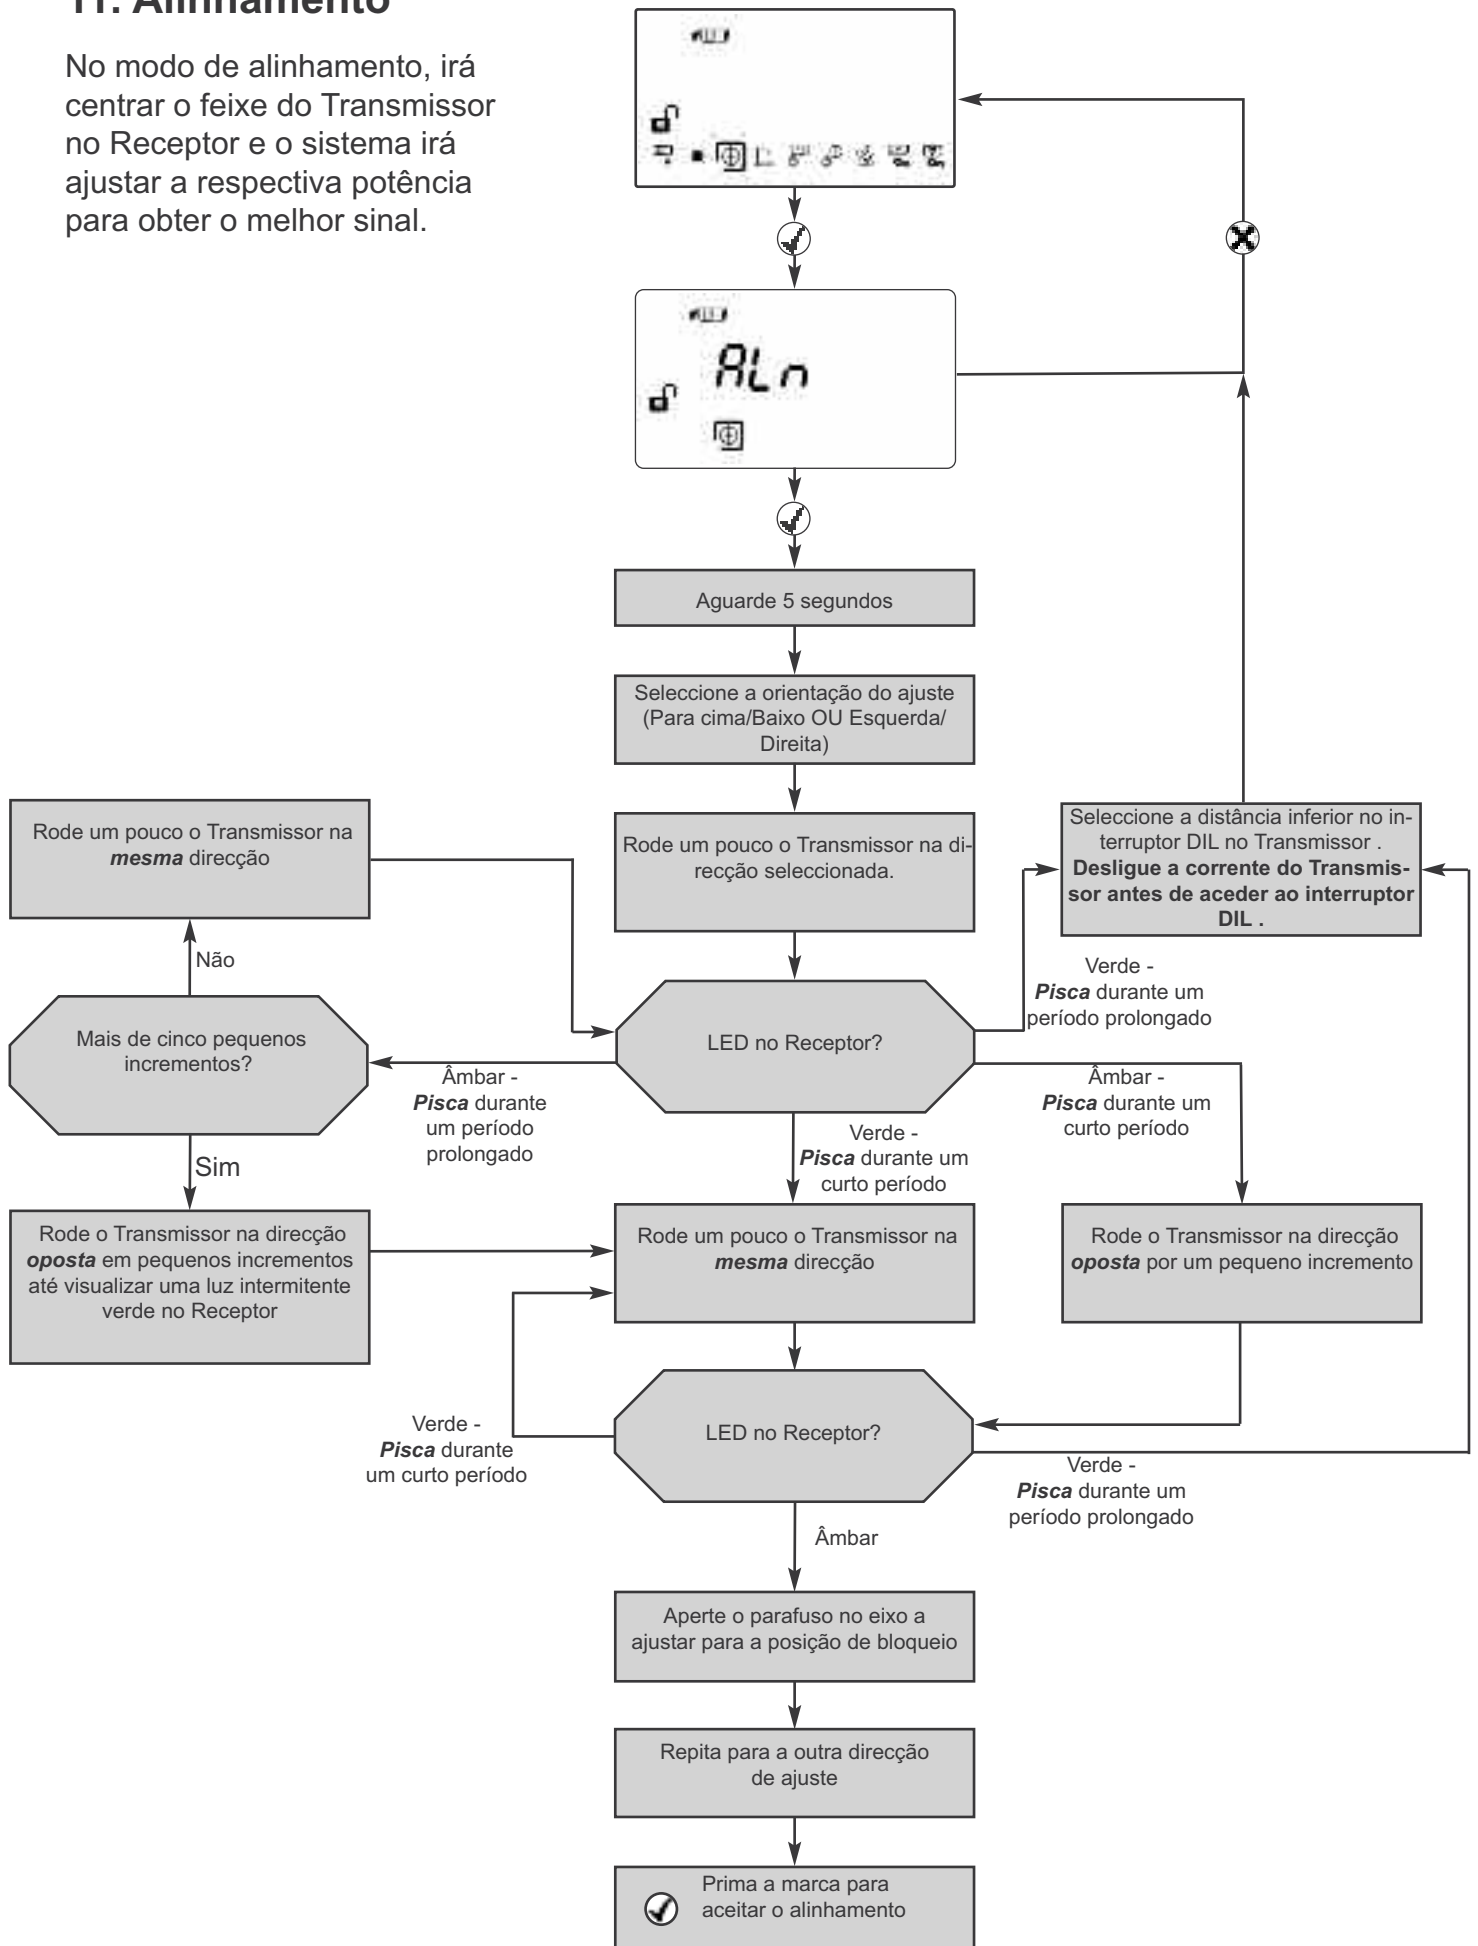 11. Alinhamento
No modo de alinhamento, irá
centrar o feixe do Transmissor
no Receptor e o sistema irá
ajustar a respectiva potência
para obter o melhor sinal.
ALn
Aguarde 5 segundos
Seleccione a orientação do ajuste
(Para cima/Baixo OU Esquerda/
Direita)
Rode um pouco o Transmissor na
mesma direcção
Rode um pouco o Transmissor na di-
recção seleccionada.
Seleccione a distância inferior no in-
terruptor DIL no Transmissor .
Desligue a corrente do Transmis-
sor antes de aceder ao interruptor
DIL .
Não
Verde -
Pisca durante um
período prolongado
Mais de cinco pequenos
incrementos?
LED no Receptor?
Âmbar -
Pisca durante
um período
prolongado
Âmbar -
Pisca durante um
curto período
Verde -
Pisca durante um
curto período
Sim
Rode o Transmissor na direcção
oposta em pequenos incrementos
até visualizar uma luz intermitente
verde no Receptor
Rode um pouco o Transmissor na
mesma direcção
Rode o Transmissor na direcção
oposta por um pequeno incremento
Verde -
Pisca durante
um curto período
LED no Receptor?
Verde -
Pisca durante um
período prolongado
Âmbar
Aperte o parafuso no eixo a
ajustar para a posição de bloqueio
Repita para a outra direcção
de ajuste
Prima a marca para
aceitar o alinhamento